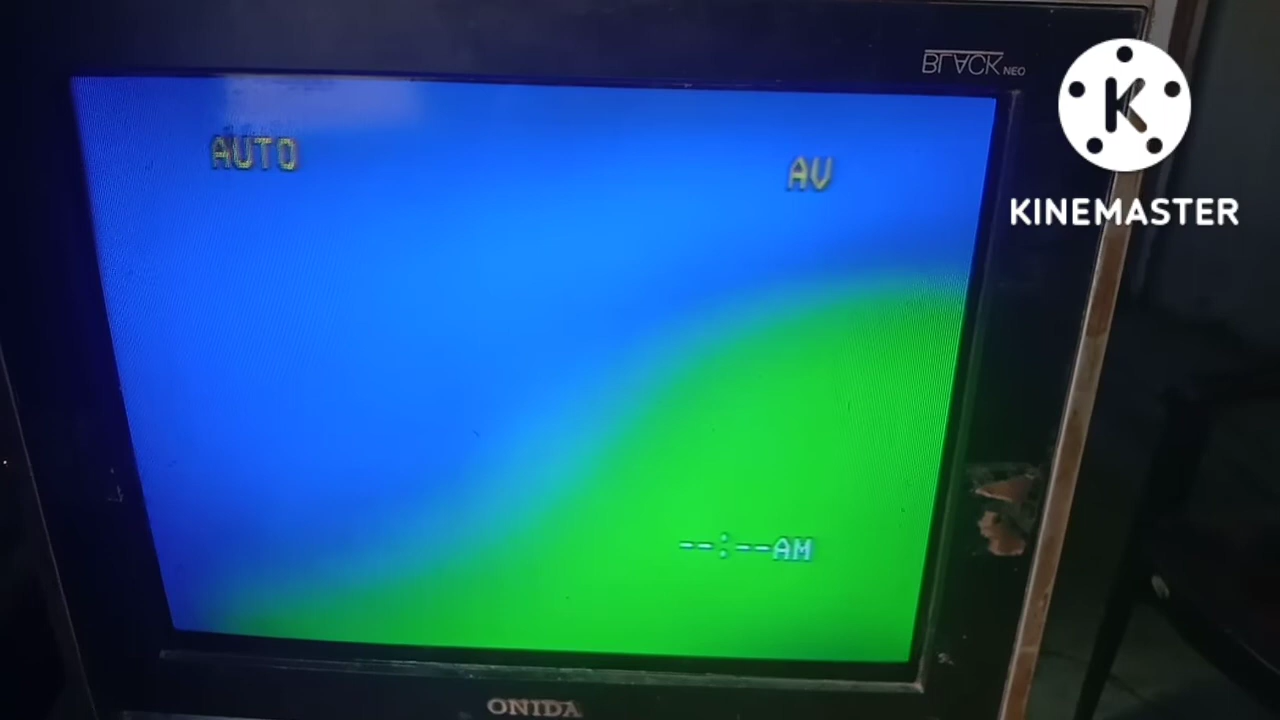 BLACK NEO
AUTO
AV
K
KINEMASTER
--:--AM
ONIDA